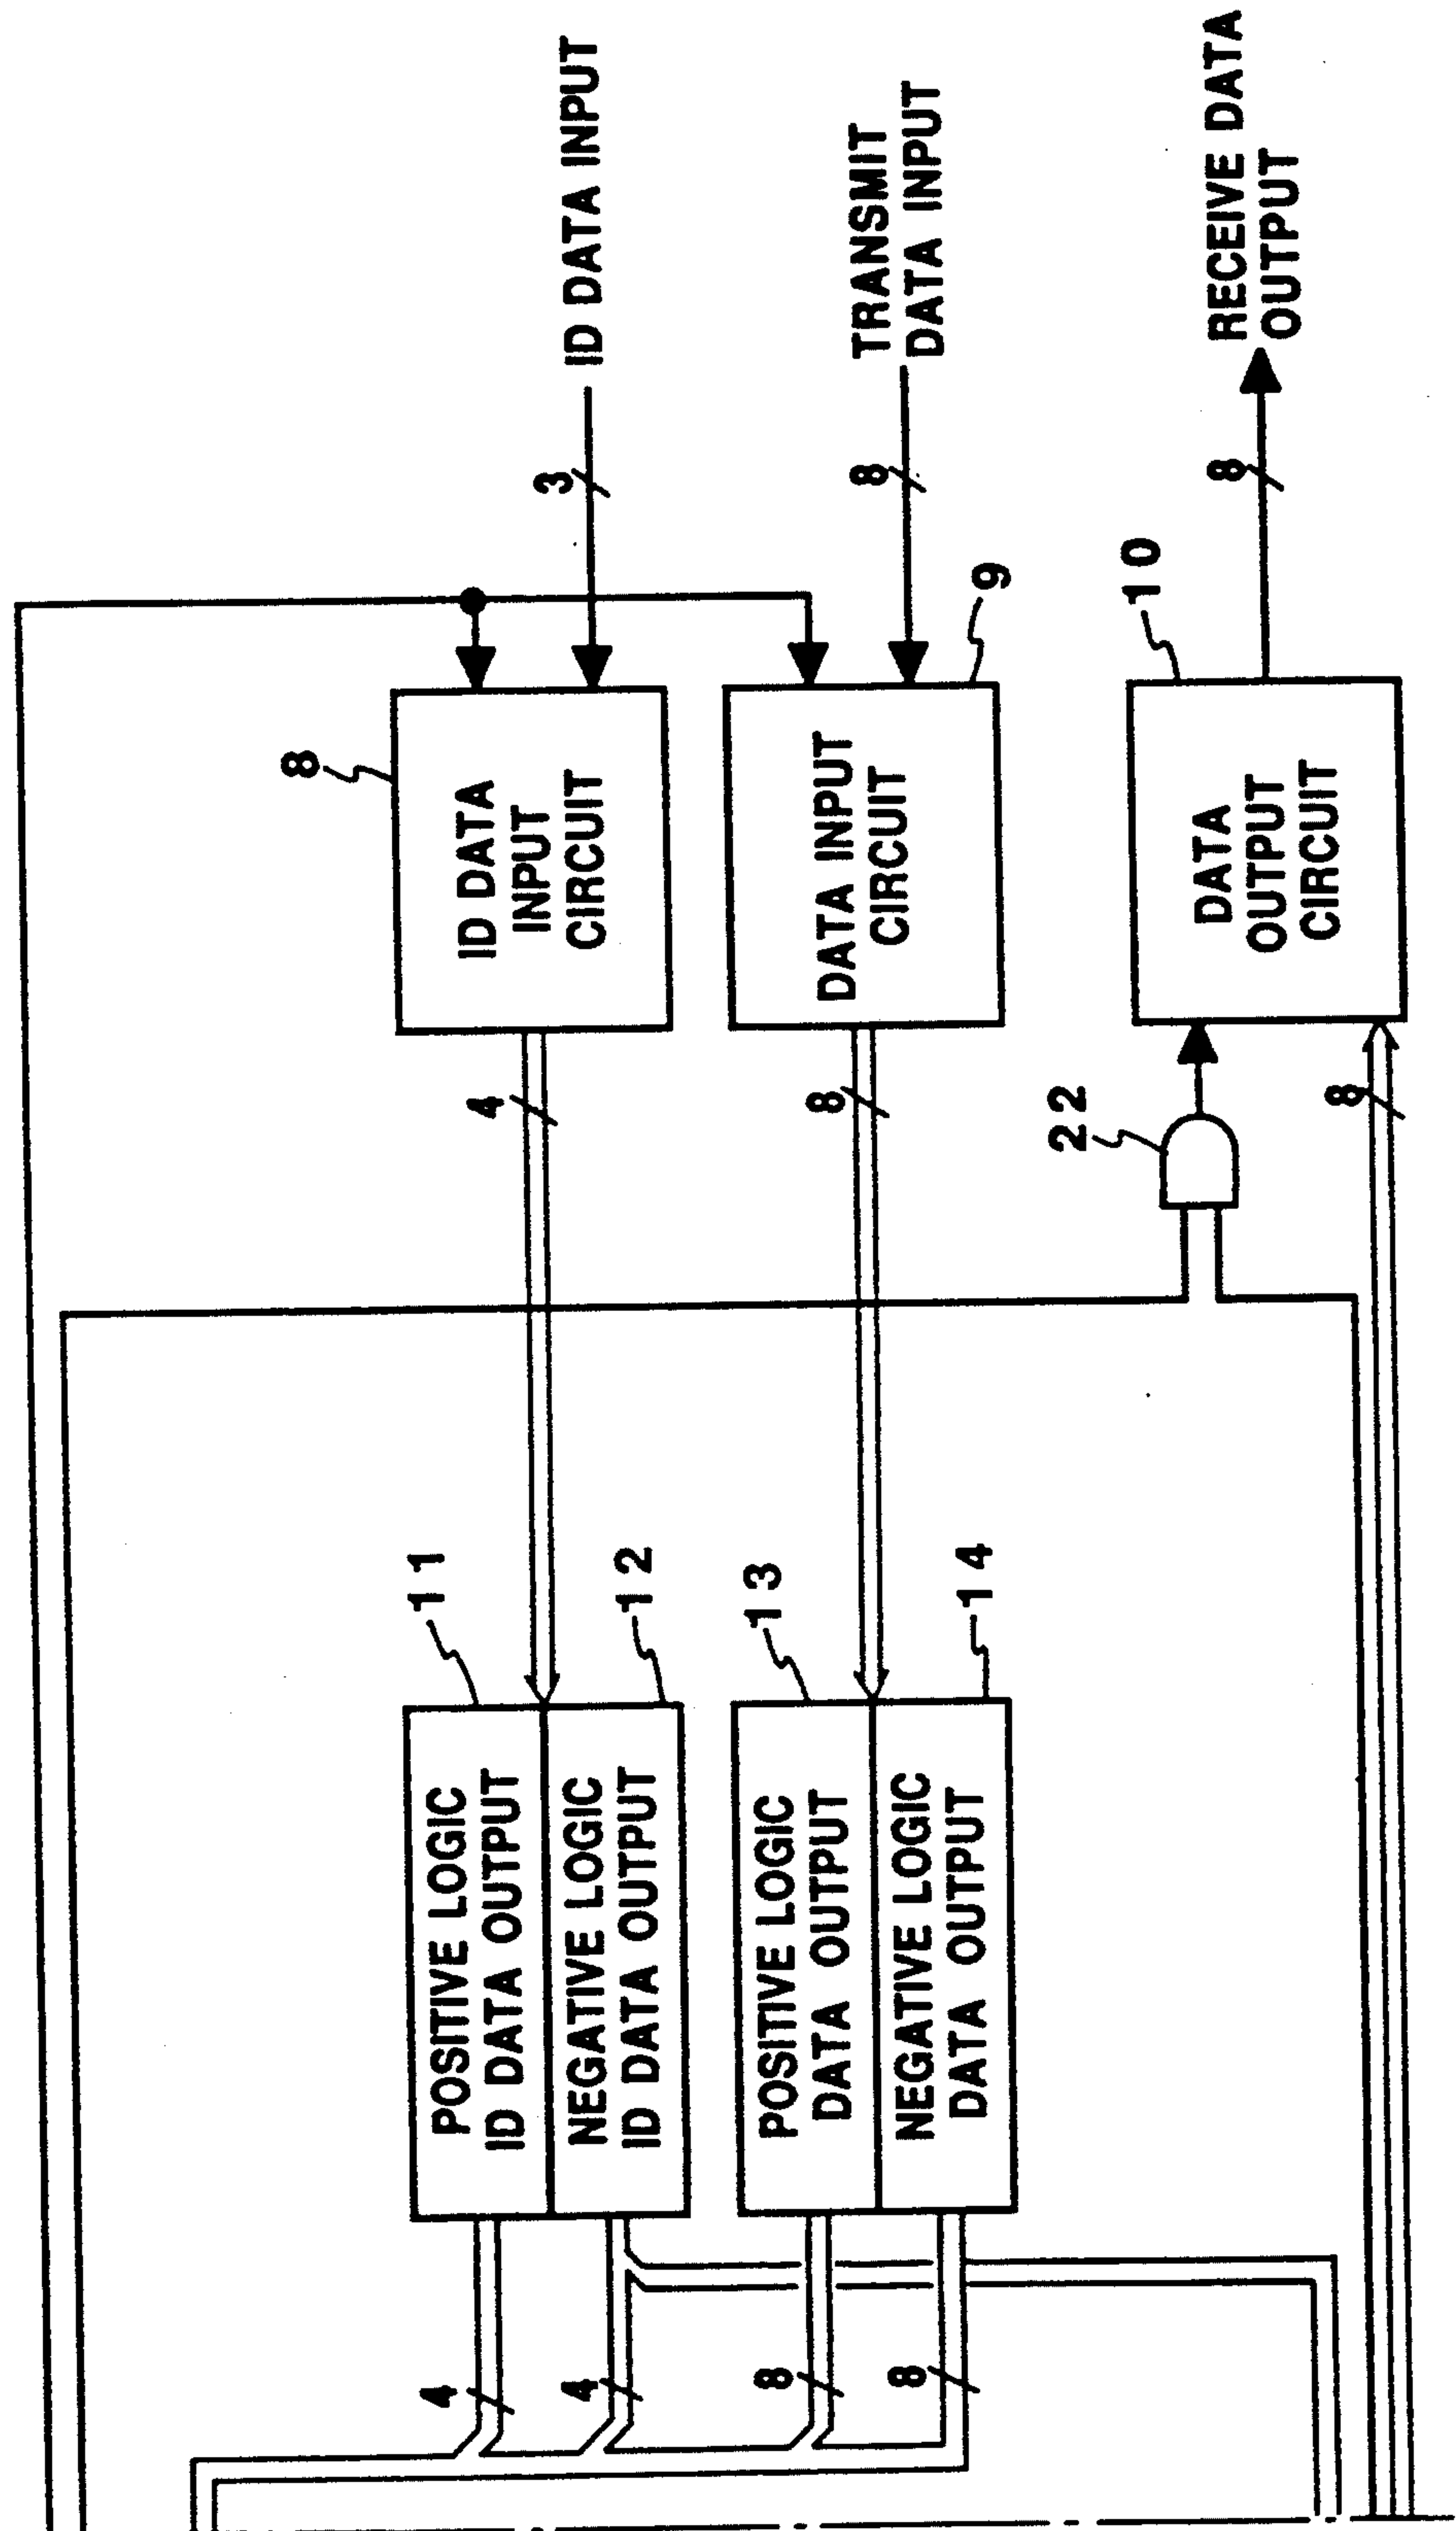 ID DATA INPUT
3
TRANSMIT
DATA INPUT
8
RECEIVE DATA
OUTPUT
8
8
ID DATA
INPUT
CIRCUIT
9
DATA INPUT
CIRCUIT
10
DATA
OUTPUT
CIRCUIT
4
8
22
8
11
POSITIVE LOGIC
ID DATA OUTPUT
12
NEGATIVE LOGIC
ID DATA OUTPUT
13
POSITIVE LOGIC
DATA OUTPUT
14
NEGATIVE LOGIC
DATA OUTPUT
4
4
8
8